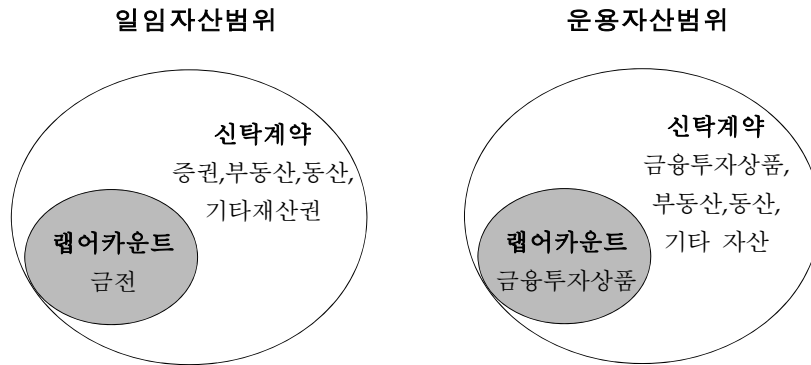 일임자산범위
신탁계약
증권,부동산,동산,
기타재산권
랩어카운트
금전
운용자산범위
신탁계약
금융투자상품,
부동산,동산,
기타 자산
랩어카운트
금융투자상품